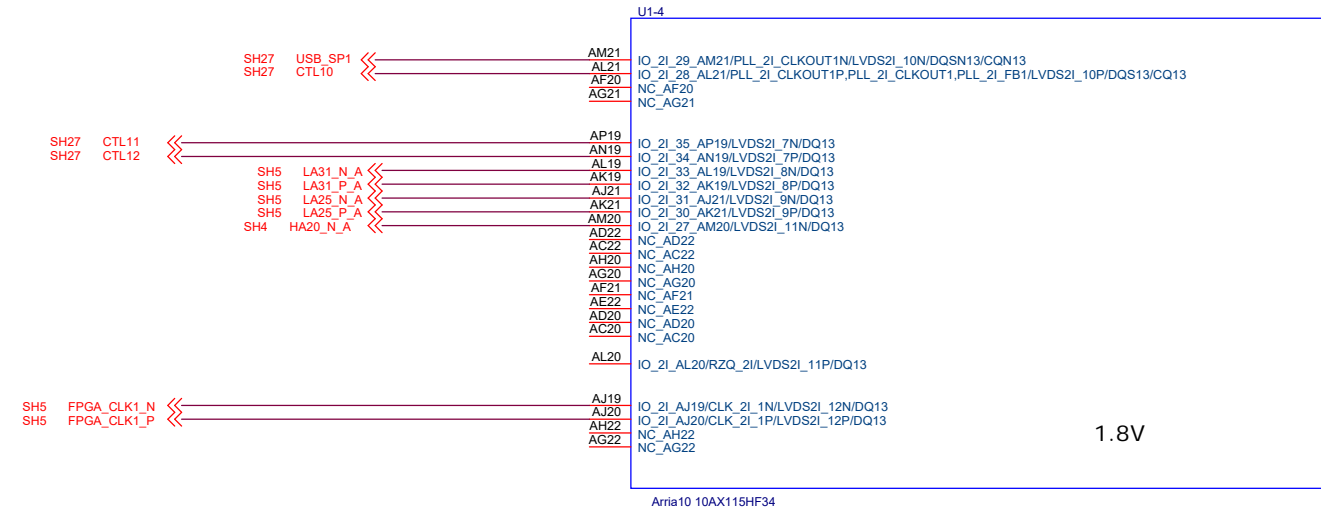 U1-4
SH27 USB_SP1 AM21 IO_2I_29_AM21/PLL_2I_CLKOUT1N/LVDS2I_10N/DQSN13/CQN13
SH27 CTL10 AL21 IO_2I_28_AL21/PLL_2I_CLKOUT1P,PLL_2I_CLKOUT1,PLL_2I_FB1/LVDS2I_10P/DQS13/CQ13
AF20 NC_AF20
AG21 NC_AG21
SH27 CTL11 AP19 IO_2I_35_AP19/LVDS2I_7N/DQ13
SH27 CTL12 AN19 IO_2I_34_AN19/LVDS2I_7P/DQ13
SH5 LA31_N_A AL19 IO_2I_33_AL19/LVDS2I_8N/DQ13
SH5 LA31_P_A AK19 IO_2I_32_AK19/LVDS2I_8P/DQ13
SH5 LA25_N_A AJ21 IO_2I_31_AJ21/LVDS2I_9N/DQ13
SH5 LA25_P_A AK21 IO_2I_30_AK21/LVDS2I_9P/DQ13
SH4 HA20_N_A AM20 IO_2I_27_AM20/LVDS2I_11N/DQ13
AD22 NC_AD22
AC22 NC_AC22
AH20 NC_AH20
AG20 NC_AG20
AF21 NC_AF21
AE22 NC_AE22
AD20 NC_AD20
AC20 NC_AC20
AL20 IO_2I_AL20/RZQ_2I/LVDS2I_11P/DQ13
SH5 FPGA_CLK1_N AJ19 IO_2I_AJ19/CLK_2I_1N/LVDS2I_12N/DQ13
SH5 FPGA_CLK1_P AJ20 IO_2I_AJ20/CLK_2I_1P/LVDS2I_12P/DQ13
AH22 NC_AH22
AG22 NC_AG22
1.8V
Arria10 10AX115HF34